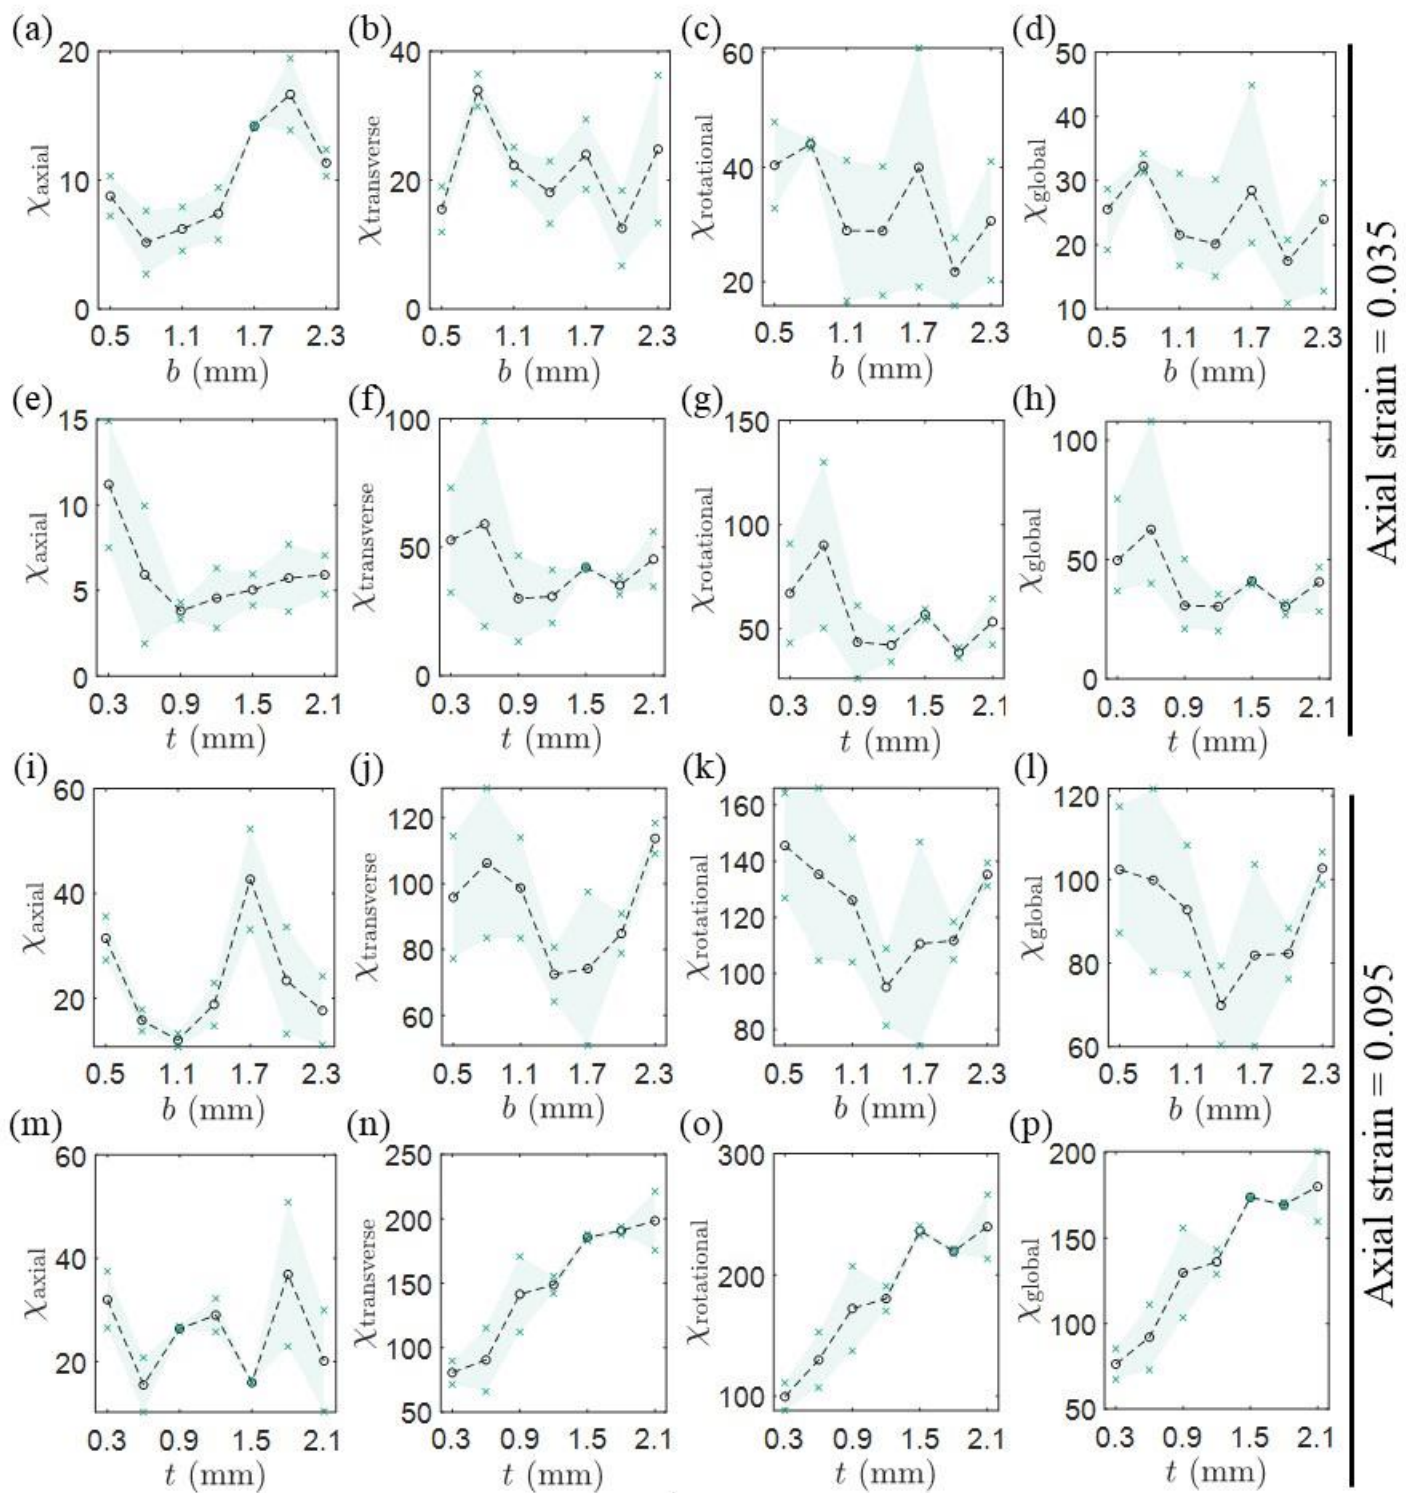 (a) (b) (c) (d)
20 40 60 50
χaxial χtransverse χrotational χglobal
40
30
10 20 40 30
20
20
0 0 10
0.5 1.1 1.7 2.3 0.5 1.1 1.7 2.3 0.5 1.1 1.7 2.3 0.5 1.1 1.7 2.3
b (mm) b (mm) b (mm) b (mm)
Axial strain = 0.035
(e) (f) (g) (h)
15 100 150 100
χaxial χtransverse χrotational χglobal
10 100
50 50
5 50
0 0 0
0.3 0.9 1.5 2.1 0.3 0.9 1.5 2.1 0.3 0.9 1.5 2.1 0.3 0.9 1.5 2.1
t (mm) t (mm) t (mm) t (mm)
(i) (j) (k) (l)
60 120 160 120
χaxial χtransverse χrotational χglobal
140
40 100 120 100
80 100 80
20 60 80 60
0.5 1.1 1.7 2.3 0.5 1.1 1.7 2.3 0.5 1.1 1.7 2.3 0.5 1.1 1.7 2.3
b (mm) b (mm) b (mm) b (mm)
Axial strain = 0.095
(m) (n) (o) (p)
60 250 300 200
χaxial χtransverse χrotational χglobal
200
40 150 200 150
100 100
20 50 100 50
0.3 0.9 1.5 2.1 0.3 0.9 1.5 2.1 0.3 0.9 1.5 2.1 0.3 0.9 1.5 2.1
t (mm) t (mm) t (mm) t (mm)